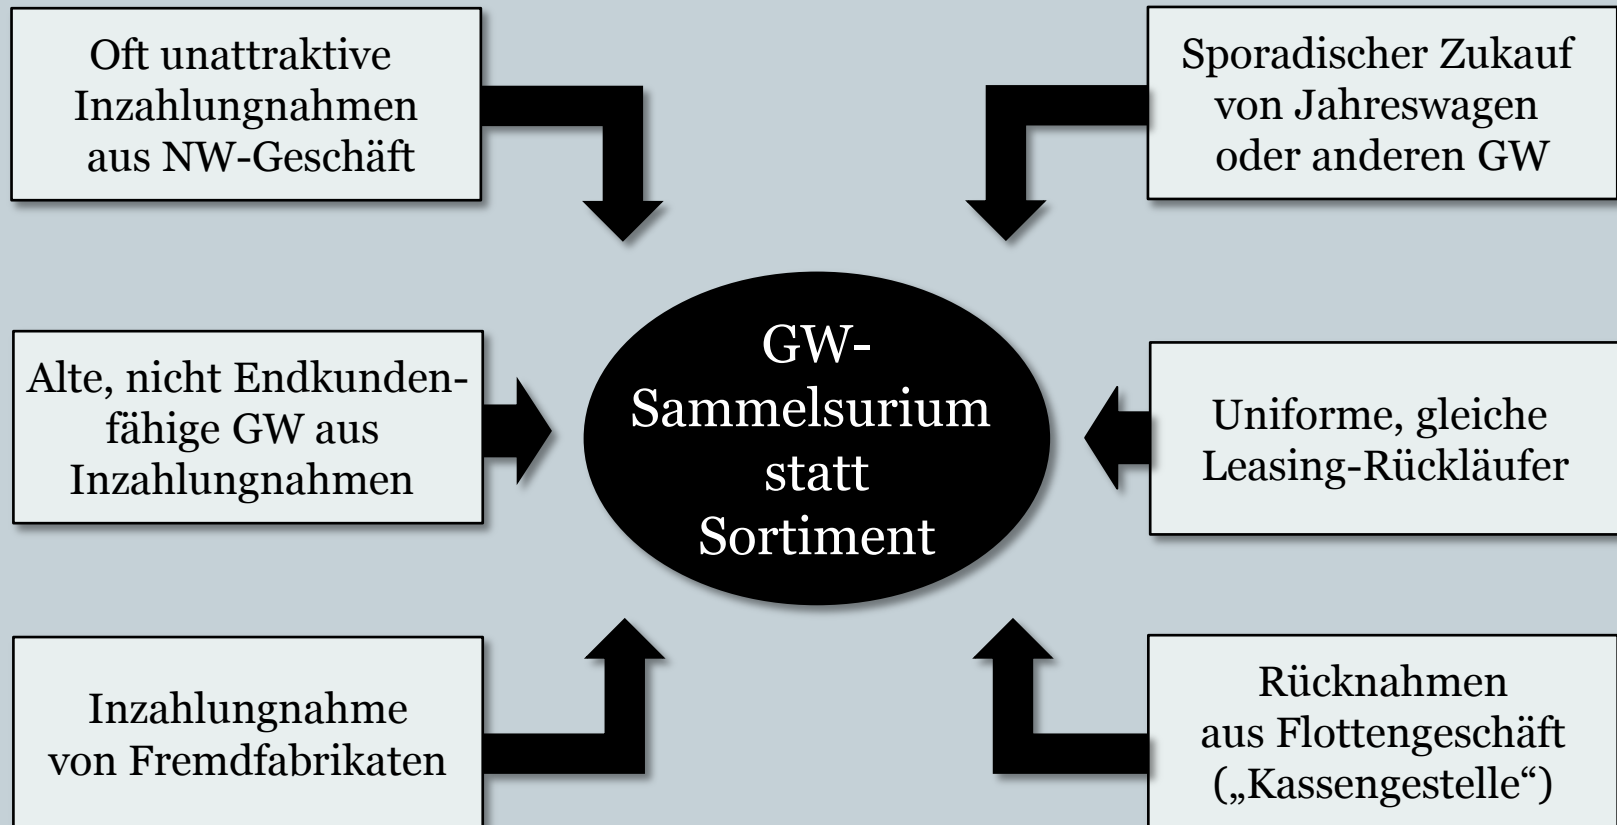 Oft unattraktive
Inzahlungnahmen
aus NW-Geschäft
Sporadischer Zukauf
von Jahreswagen
oder anderen GW
Alte, nicht Endkunden-
fähige GW aus
Inzahlungnahmen
GW-
Sammelsurium
statt
Sortiment
Uniforme, gleiche
Leasing-Rückläufer
Inzahlungnahme
von Fremdfabrikaten
Rücknahmen
aus Flottengeschäft
(„Kassengestelle“)